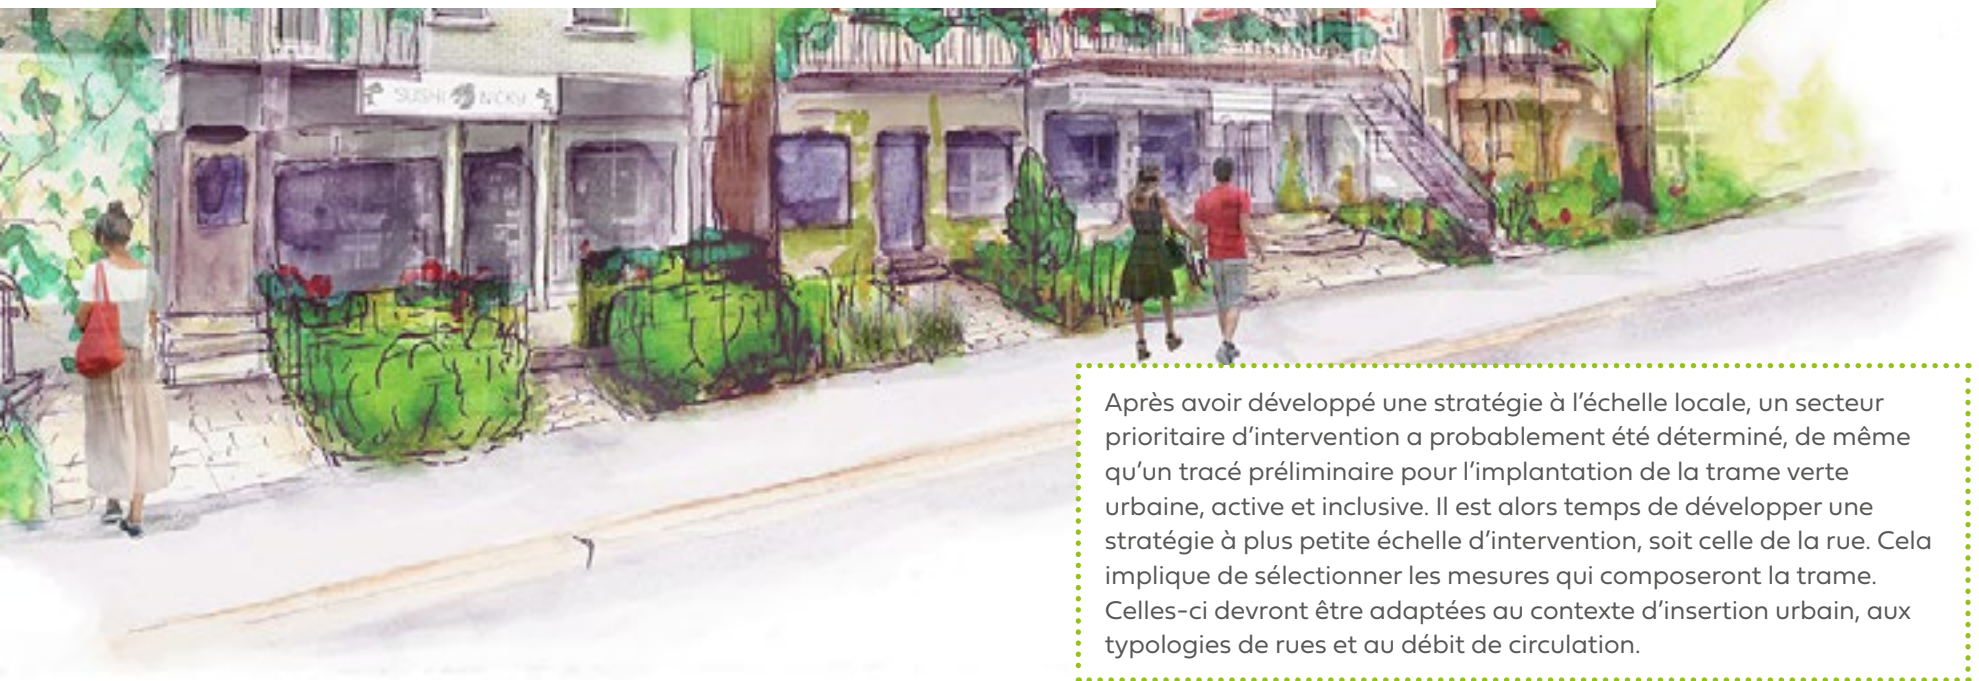 SUSHI NICKY
Après avoir développé une stratégie à l’échelle locale, un secteur
prioritaire d’intervention a probablement été déterminé, de même
qu’un tracé préliminaire pour l’implantation de la trame verte
urbaine, active et inclusive. Il est alors temps de développer une
stratégie à plus petite échelle d’intervention, soit celle de la rue. Cela
implique de sélectionner les mesures qui composeront la trame.
Celles-ci devront être adaptées au contexte d’insertion urbain, aux
typologies de rues et au débit de circulation.